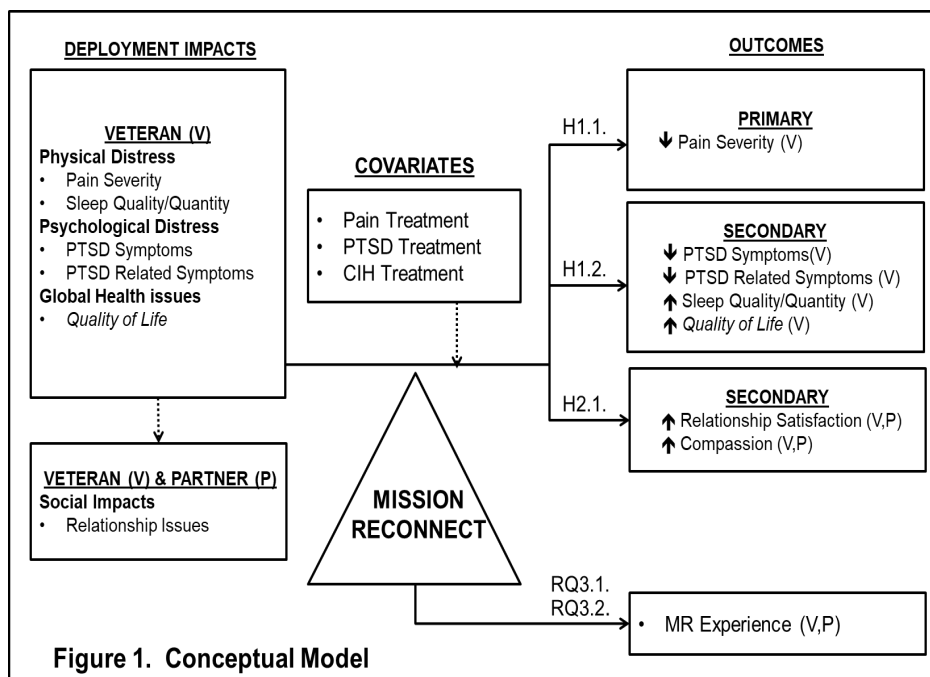 DEPLOYMENT IMPACTS
VETERAN (V)
Physical Distress
• Pain Severity
• Sleep Quality/Quantity
Psychological Distress
• PTSD Symptoms
• PTSD Related Symptoms
Global Health issues
• Quality of Life
VETERAN (V) & PARTNER (P)
Social Impacts
• Relationship Issues
COVARIATES
• Pain Treatment
• PTSD Treatment
• CIH Treatment
MISSION
RECONNECT
H1.1.
H1.2.
H2.1.
RQ3.1.
RQ3.2.
OUTCOMES
PRIMARY
↓ Pain Severity (V)
SECONDARY
↓ PTSD Symptoms(V)
↓ PTSD Related Symptoms (V)
↑ Sleep Quality/Quantity (V)
↑ Quality of Life (V)
SECONDARY
↑ Relationship Satisfaction (V,P)
↑ Compassion (V,P)
• MR Experience (V,P)
Figure 1. Conceptual Model